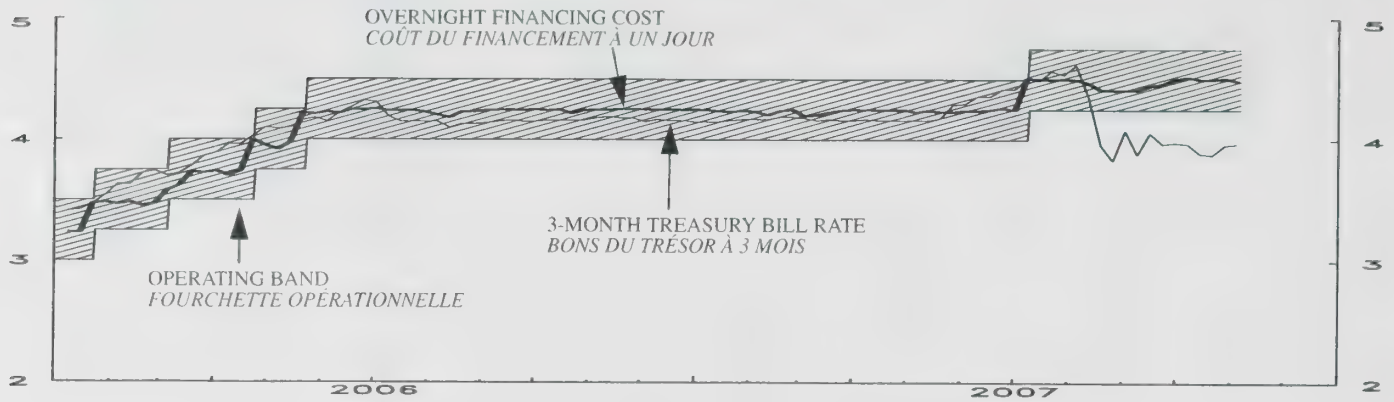 5
OVERNIGHT FINANCING COST
COÛT DU FINANCEMENT À UN JOUR
5
4
4
3-MONTH TREASURY BILL RATE
BONS DU TRÉSOR À 3 MOIS
3
3
OPERATING BAND
FOURCHETTE OPÉRATIONNELLE
2
2006
2007
2